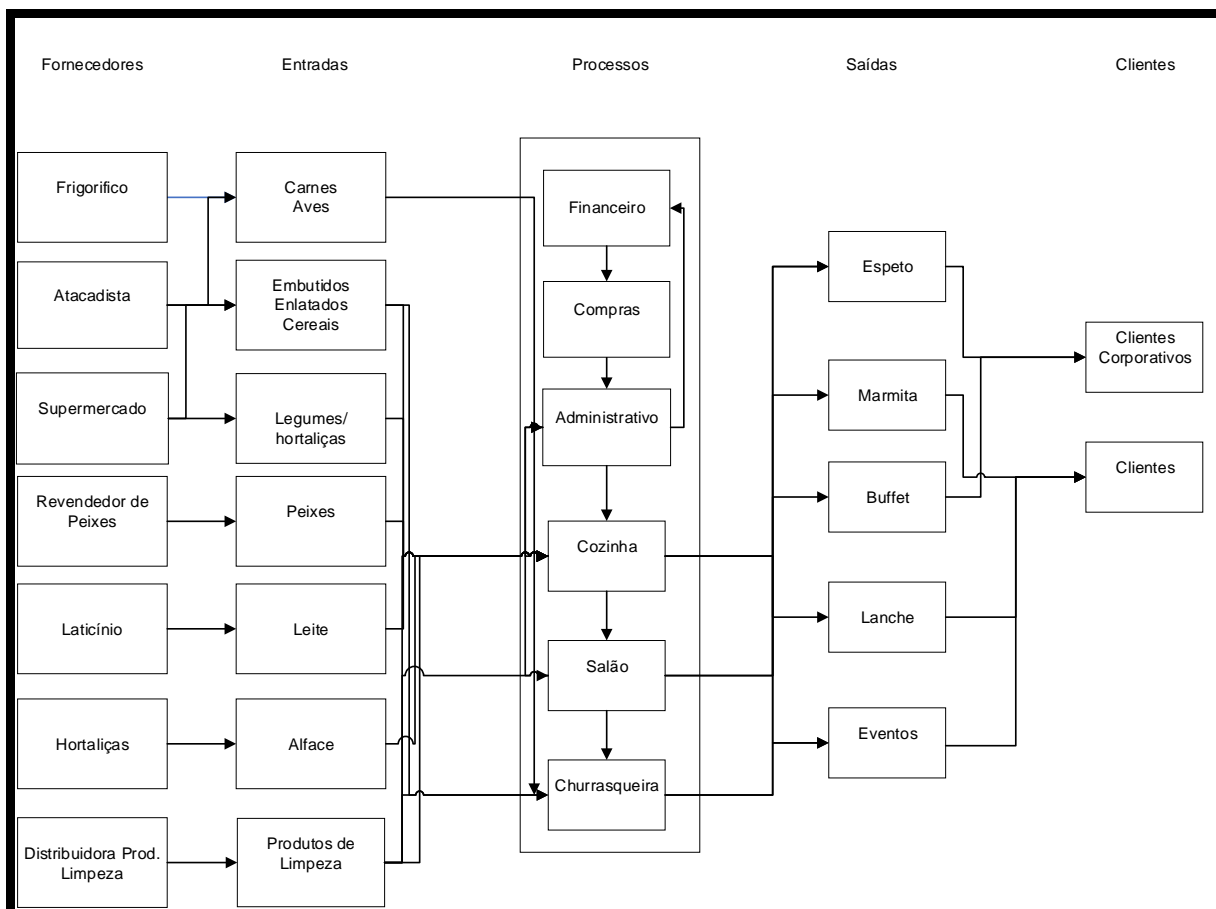 Fornecedores
Entradas
Processos
Saídas
Clientes
Frigorifico
Atacadista
Supermercado
Revendedor de
Peixes
Laticínio
Hortaliças
Distribuidora Prod.
Limpeza
Carnes
Aves
Embutidos
Enlatados
Cereais
Legumes/
hortaliças
Peixes
Leite
Alface
Produtos de
Limpeza
Financeiro
Compras
Administrativo
Cozinha
Salão
Churrasqueira
Espeto
Marmita
Buffet
Lanche
Eventos
Clientes
Corporativos
Clientes